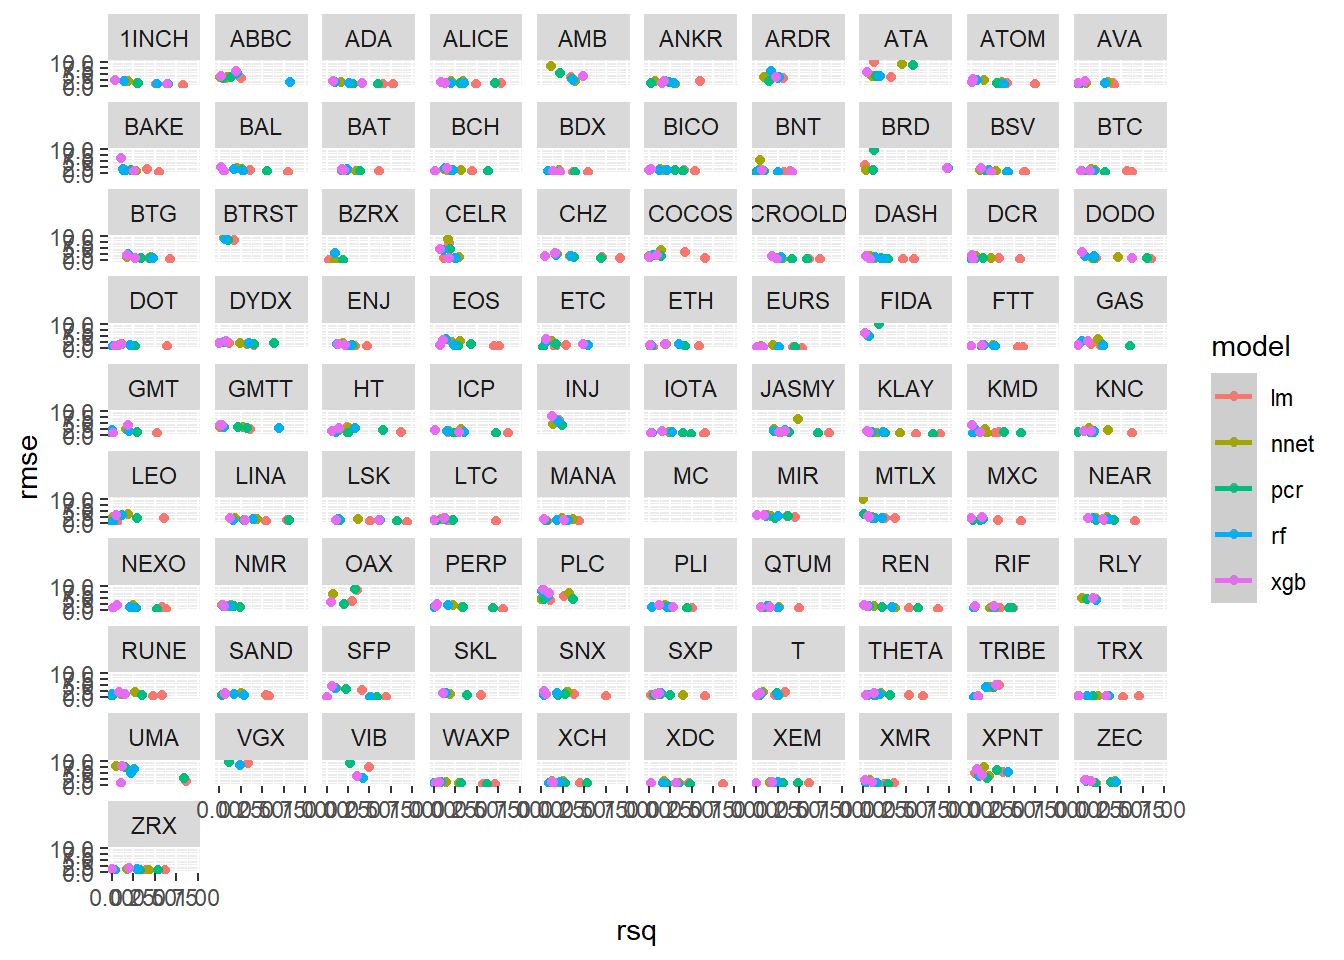 1INCH ABBC ADA ALICE AMB ANKR ARDR ATA ATOM AVA
BAKE BAL BAT BCH BDX BICO BNT BRD BSV BTC
BTG BTRST BZRX CELR CHZ COCOS CROOLD DASH DCR DODO
DOT DYDX ENJ EOS ETC ETH EURS FIDA FTT GAS
model
GMT GMTT HT ICP INJ IOTA JASMY KLAY KMD KNC
lm
nnet
rmse
LEO LINA LSK LTC MANA MC MIR MTLX MXC NEAR
pcr
rf
NEXO NMR OAX PERP PLC PLI QTUM REN RIF RLY
xgb
RUNE SAND SFP SKL SNX SXP T THETA TRIBE TRX
UMA VGX VIB WAXP XCH XDC XEM XMR XPNT ZEC
ZRX
rsq